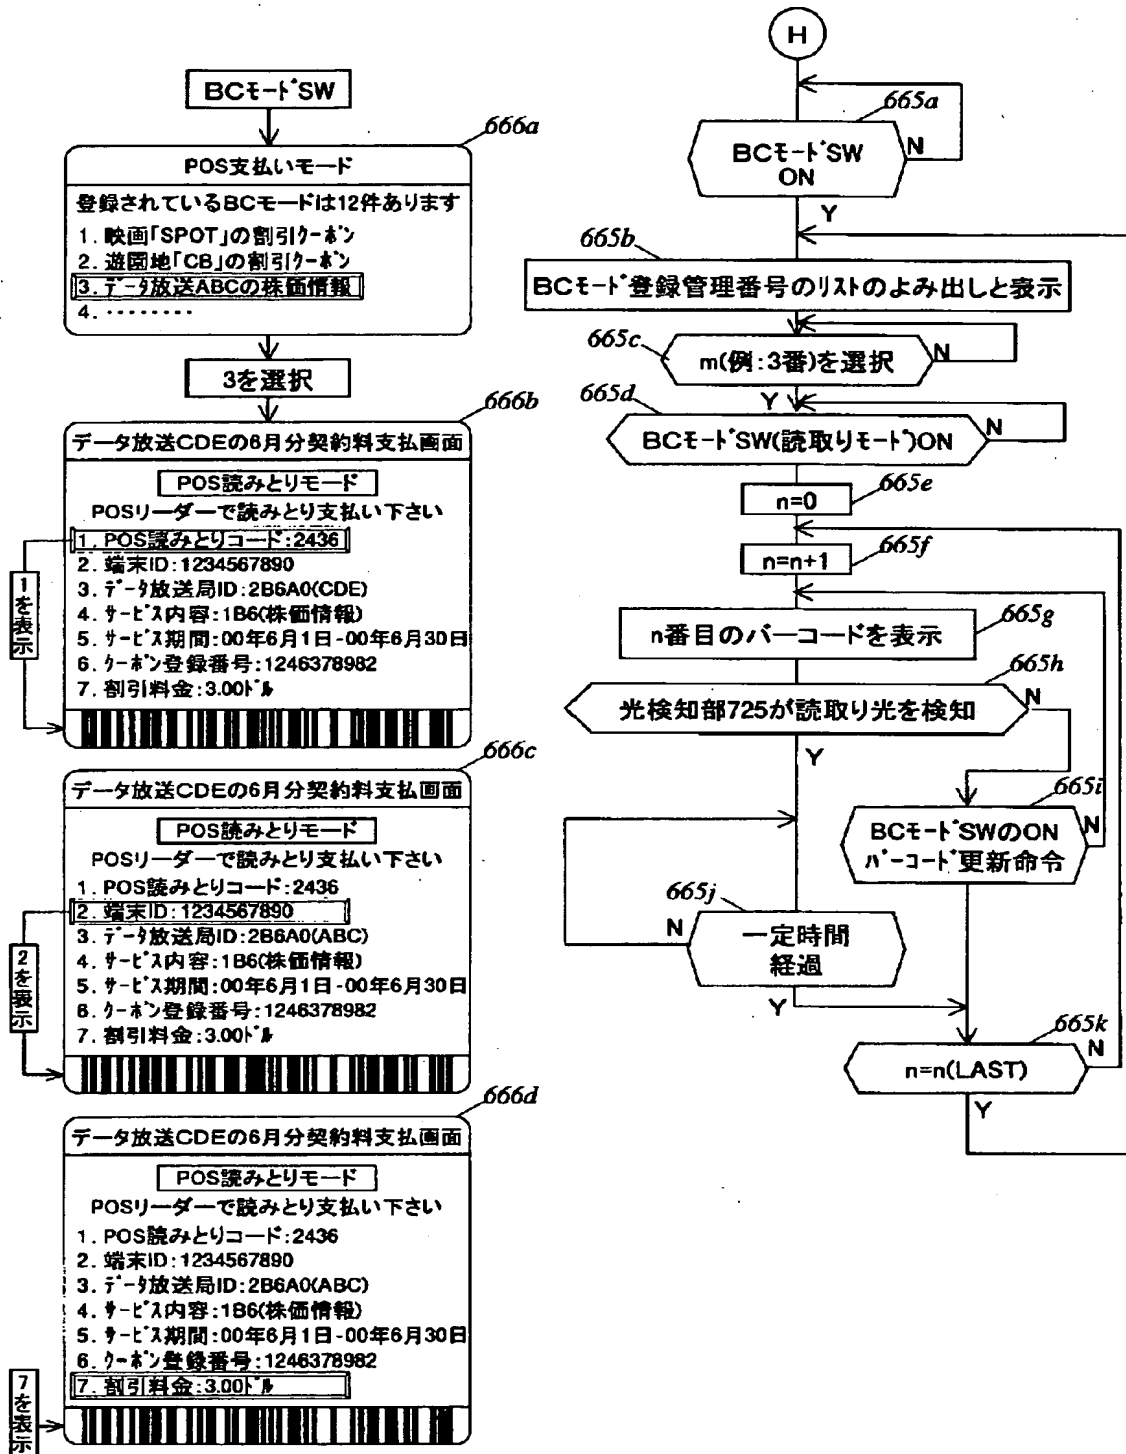 BCモードSW
666a
POS支払いモード
登録されているBCモードは12件あります
1. 映画「SPOT」の割引クーポン
2. 遊園地「CB」の割引クーポン
3. データ放送ABCの株価情報
4. ‥‥‥‥
3を選択
666b
データ放送CDEの6月分契約料支払画面
POS読みとりモード
POSリーダーで読みとり支払い下さい
1. POS読みとりコード:2436
2. 端末ID:1234567890
3. データ放送局ID:2B6A0(CDE)
4. サービス内容:1B6(株価情報)
5. サービス期間:00年6月1日-00年6月30日
6. クーポン登録番号:1246378982
7. 割引料金:3.00ドル
1を表示
666c
データ放送CDEの6月分契約料支払画面
POS読みとりモード
POSリーダーで読みとり支払い下さい
1. POS読みとりコード:2436
2. 端末ID:1234567890
3. データ放送局ID:2B6A0(ABC)
4. サービス内容:1B6(株価情報)
5. サービス期間:00年6月1日-00年6月30日
6. クーポン登録番号:1246378982
7. 割引料金:3.00ドル
2を表示
666d
データ放送CDEの6月分契約料支払画面
POS読みとりモード
POSリーダーで読みとり支払い下さい
1. POS読みとりコード:2436
2. 端末ID:1234567890
3. データ放送局ID:2B6A0(ABC)
4. サービス内容:1B6(株価情報)
5. サービス期間:00年6月1日-00年6月30日
6. クーポン登録番号:1246378982
7. 割引料金:3.00ドル
7を表示
H
665a
BCモードSW
ON
N
Y
665b
BCモード登録管理番号のリストのよみ出しと表示
665c
m(例:3番)を選択
N
Y
665d
BCモードSW(読取りモード)ON
N
665e
n=0
665f
n=n+1
665g
n番目のバーコードを表示
665h
光検知部725が読取り光を検知
N
Y
665i
BCモードSWのON
バーコード更新命令
N
665j
一定時間
経過
N
Y
665k
n=n(LAST)
N
Y